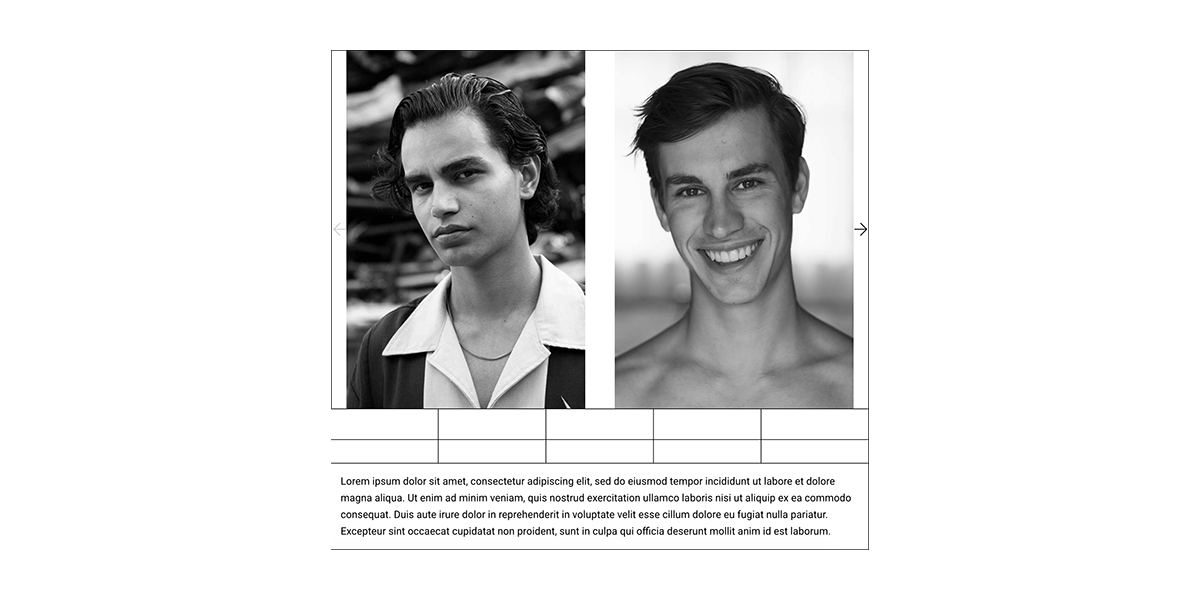 Lorem ipsum dolor sit amet, consectetur adipiscing elit, sed do eiusmod tempor incididunt ut labore et dolore
magna aliqua. Ut enim ad minim veniam, quis nostrud exercitation ullamco laboris nisi ut aliquip ex ea commodo
consequat. Duis aute irure dolor in reprehenderit in voluptate velit esse cillum dolore eu fugiat nulla pariatur.
Excepteur sint occaecat cupidatat non proident, sunt in culpa qui officia deserunt mollit anim id est laborum.